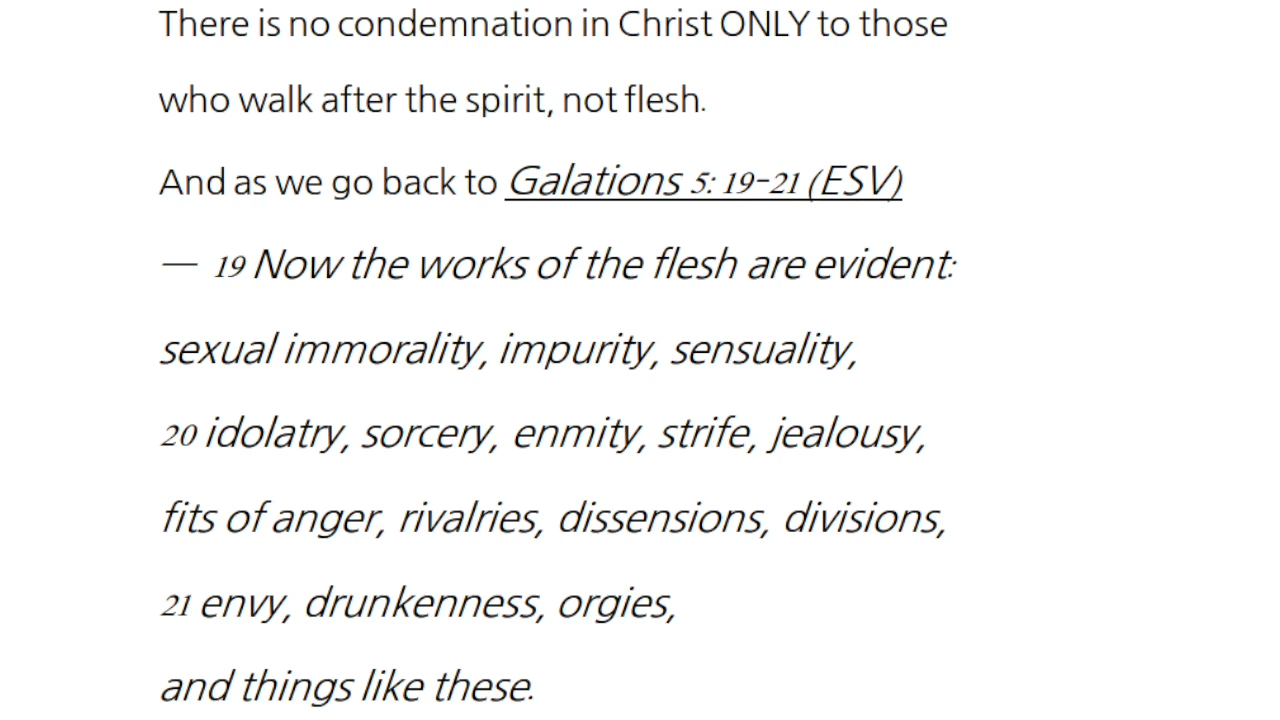 There is no condemnation in Christ ONLY to those
who walk after the spirit, not flesh.
And as we go back to Galations 5: 19-21 (ESV)
— 19 Now the works of the flesh are evident:
sexual immorality, impurity, sensuality,
20 idolatry, sorcery, enmity, strife, jealousy,
fits of anger, rivalries, dissensions, divisions,
21 envy, drunkenness, orgies,
and things like these.